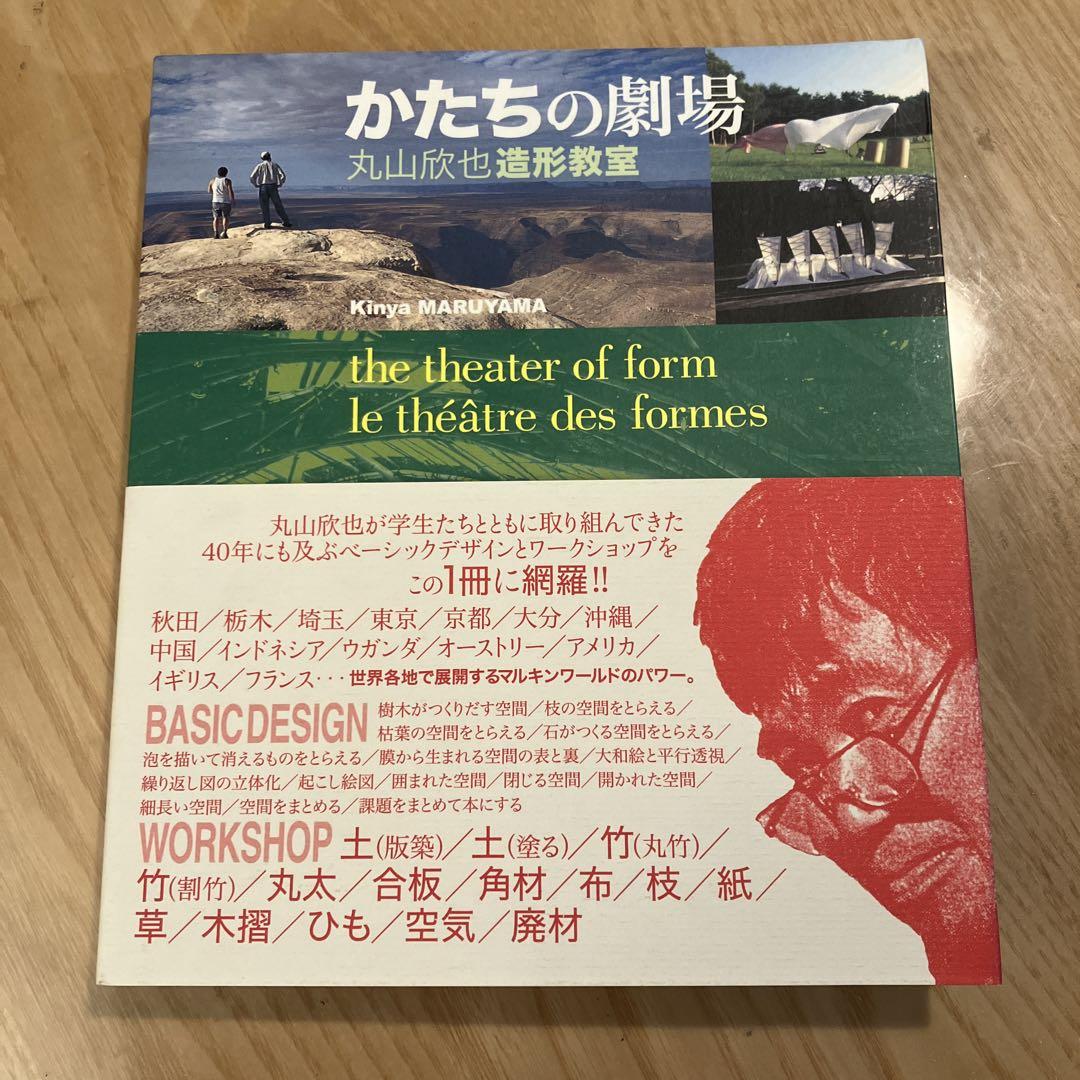 かたちの劇場
丸山欣也造形教室
Kinya MARUYAMA
the theater of form
le théâtre des formes
丸山欣也が学生たちとともに取り組んできた
40年にも及ぶベーシックデザインとワークショップを
この1冊に網羅!!
秋田／栃木／埼玉／東京／京都／大分／沖縄／
中国／インドネシア／ウガンダ／オーストリー／アメリカ／
イギリス／フランス･･･世界各地で展開するマルキンワールドのパワー。
BASIC DESIGN 樹木がつくりだす空間／枝の空間をとらえる／
枯葉の空間をとらえる／石がつくる空間をとらえる／
泡を描いて消えるものをとらえる／膜から生まれる空間の表と裏／大和絵と平行透視／
繰り返し図の立体化／起こし絵図／囲まれた空間／閉じる空間／開かれた空間／
細長い空間／空間をまとめる／課題をまとめて本にする
WORKSHOP 土(版築)／土(塗る)／竹(丸竹)／
竹(割竹)／丸太／合板／角材／布／枝／紙／
草／木摺／ひも／空気／廃材